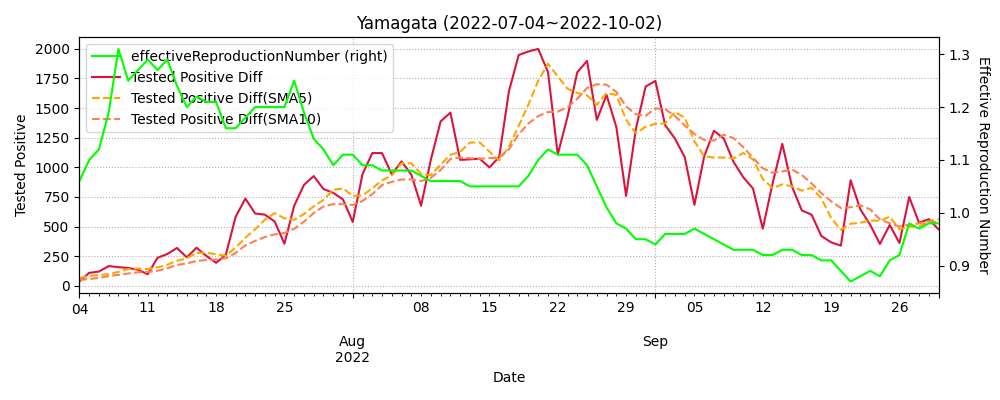 Yamagata (2022-07-04~2022-10-02)
effectiveReproductionNumber (right)
Tested Positive Diff
Tested Positive Diff(SMA5)
Tested Positive Diff(SMA10)
Tested Positive
2000
1750
1500
1250
1000
750
500
250
0
1.3
1.2
1.1
1.0
0.9
Effective Reproduction Number
04 11 18 25 08 15 22 29 05 12 19 26
Aug Sep
2022
Date